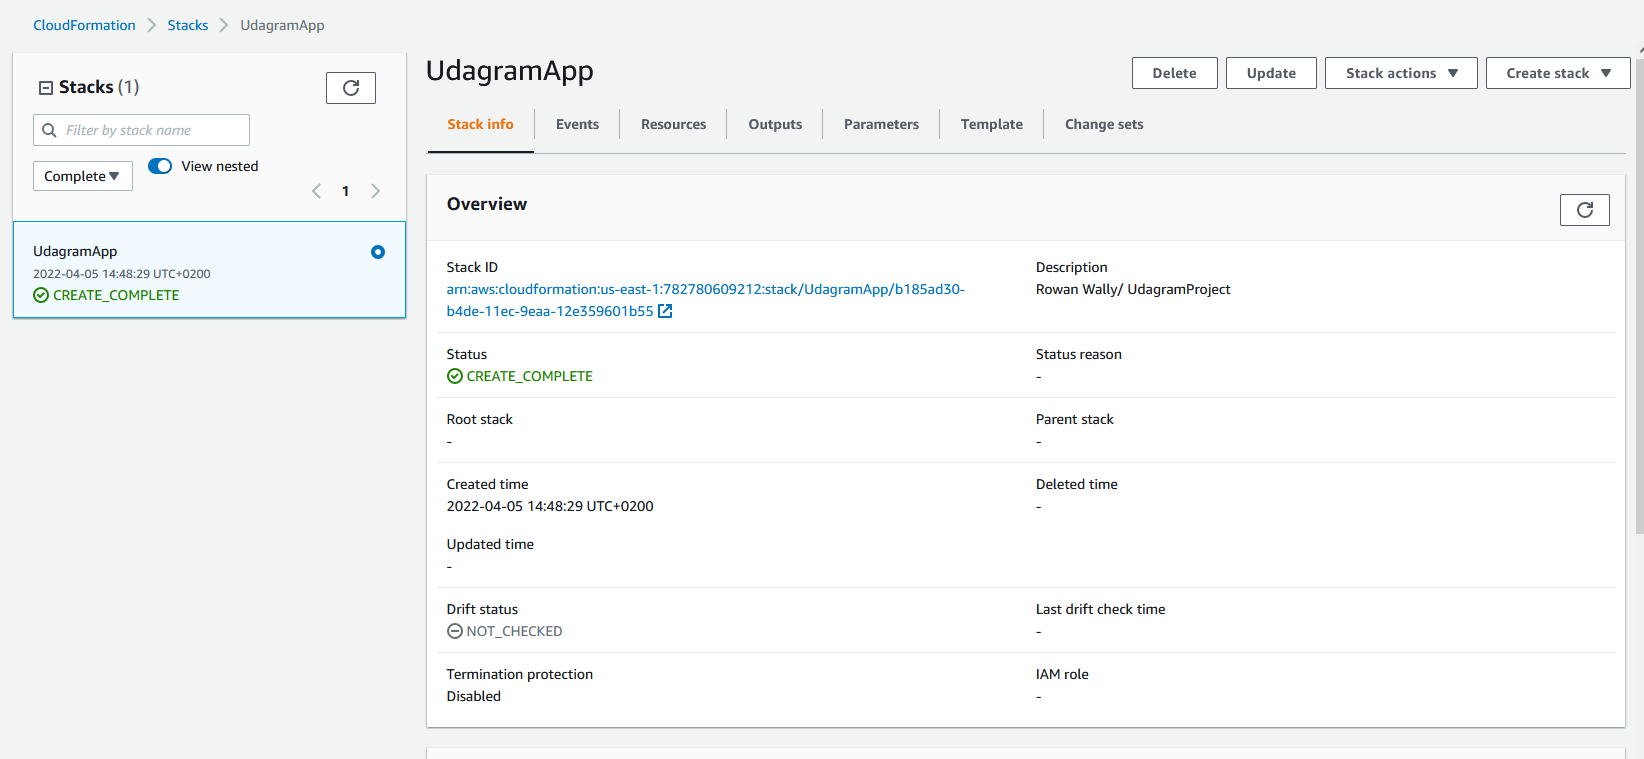 CloudFormation Stacks UdagramApp
Stacks (1)
Filter by stack name
Complete View nested
1
UdagramApp
2022-04-05 14:48:29 UTC+0200
CREATE_COMPLETE
UdagramApp
Delete Update Stack actions Create stack
Stack info Events Resources Outputs Parameters Template Change sets
Overview
Stack ID
arn:aws:cloudformation:us-east-1:782780609212:stack/UdagramApp/b185ad30-
b4de-11ec-9eaa-12e359601b55
Description
Rowan Wally/ UdagramProject
Status
CREATE_COMPLETE
Status reason
-
Root stack
-
Parent stack
-
Created time
2022-04-05 14:48:29 UTC+0200
Deleted time
-
Updated time
-
Drift status
NOT_CHECKED
Last drift check time
-
Termination protection
Disabled
IAM role
-